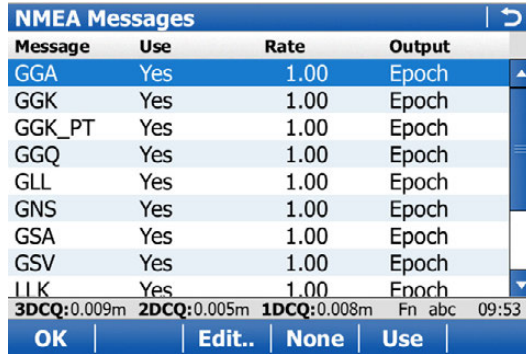 NMEA Messages
Message Use Rate Output
GGA Yes 1.00 Epoch
GGK Yes 1.00 Epoch
GGK_PT Yes 1.00 Epoch
GGQ Yes 1.00 Epoch
GLL Yes 1.00 Epoch
GNS Yes 1.00 Epoch
GSA Yes 1.00 Epoch
GSV Yes 1.00 Epoch
LLK Yes 1.00 Epoch
3DCQ:0.009m 2DCQ:0.005m 1DCQ:0.008m Fn abc 09:53
OK Edit.. None Use